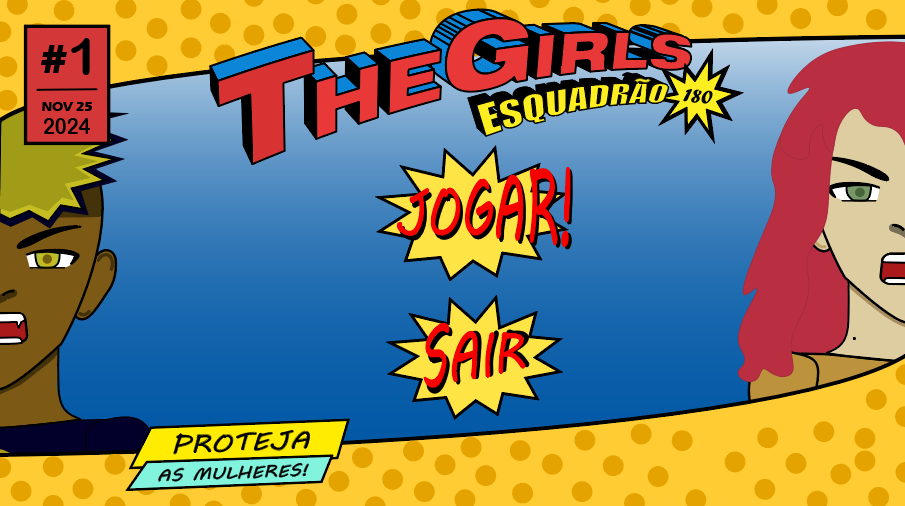 #1
NOV 25
2024
THE GIRLS
ESQUADRÃO 180
JOGAR!
SAIR
PROTEJA
AS MULHERES!